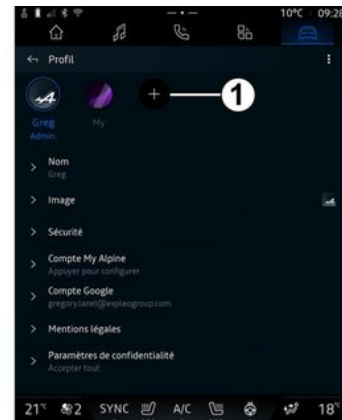 10°C 09:28
Profil
1
Greg
Admin
My
Nom
Greg
Image
Sécurité
Compte My Alpine
Appuyer pour configurer
Compte Google
gregory.lanel@expleogroup.com
Mentions légales
Paramètres de confidentialité
Accepter tout
21° 2 SYNC A/C 18°